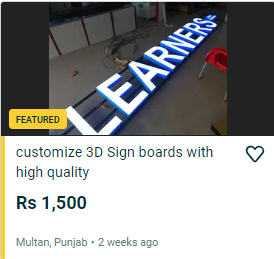 LEARNERS
FEATURED
customize 3D Sign boards with
high quality
Rs 1,500
Multan, Punjab • 2 weeks ago